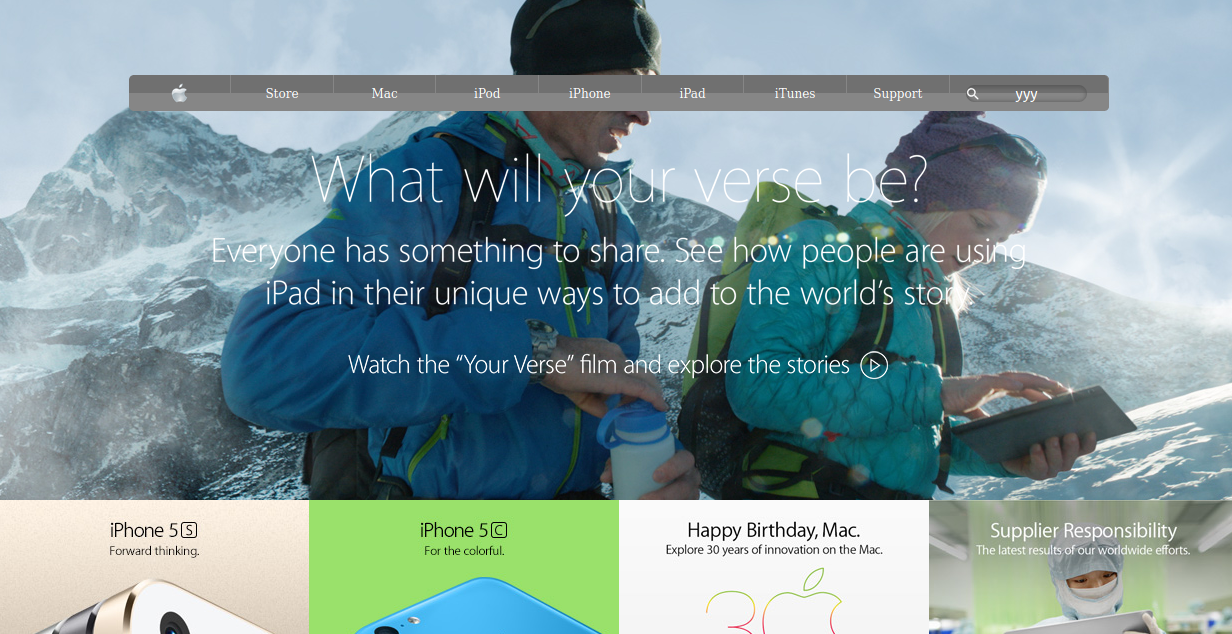 Store Mac iPod iPhone iPad iTunes Support yyy
What will your verse be?
Everyone has something to share. See how people are using
iPad in their unique ways to add to the world's story.
Watch the “Your Verse” film and explore the stories
iPhone 5S
Forward thinking.
iPhone 5C
For the colorful.
Happy Birthday, Mac.
Explore 30 years of innovation on the Mac.
30
Supplier Responsibility
The latest results of our worldwide efforts.